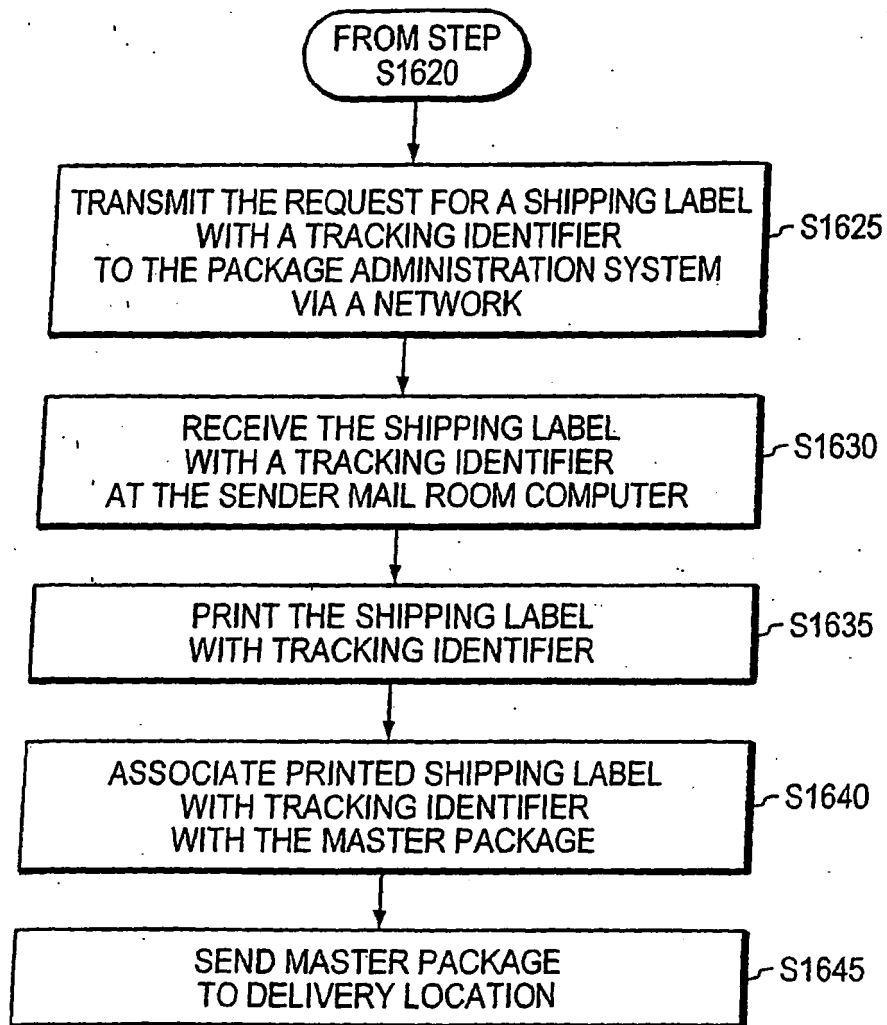 FROM STEP
S1620
TRANSMIT THE REQUEST FOR A SHIPPING LABEL
WITH A TRACKING IDENTIFIER
TO THE PACKAGE ADMINISTRATION SYSTEM
VIA A NETWORK
S1625
RECEIVE THE SHIPPING LABEL
WITH A TRACKING IDENTIFIER
AT THE SENDER MAIL ROOM COMPUTER
S1630
PRINT THE SHIPPING LABEL
WITH TRACKING IDENTIFIER
S1635
ASSOCIATE PRINTED SHIPPING LABEL
WITH TRACKING IDENTIFIER
WITH THE MASTER PACKAGE
S1640
SEND MASTER PACKAGE
TO DELIVERY LOCATION
S1645